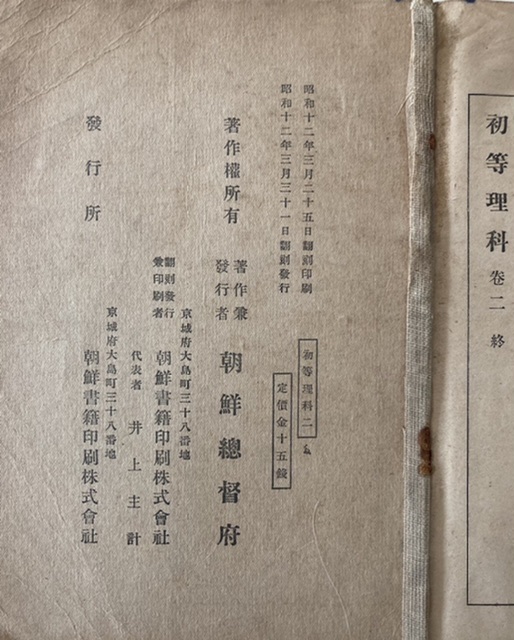 初等理科 卷二 終
昭和十二年三月二十五日翻刻印刷
昭和十二年三月三十一日翻刻發行
初等理科二
定價金十五錢
著作權所有
著作兼
發行者
朝鮮總督府
京城府大島町三十八番地
翻刻發行
兼印刷者
朝鮮書籍印刷株式會社
代表者 井上主計
京城府大島町三十八番地
發行所
朝鮮書籍印刷株式會社